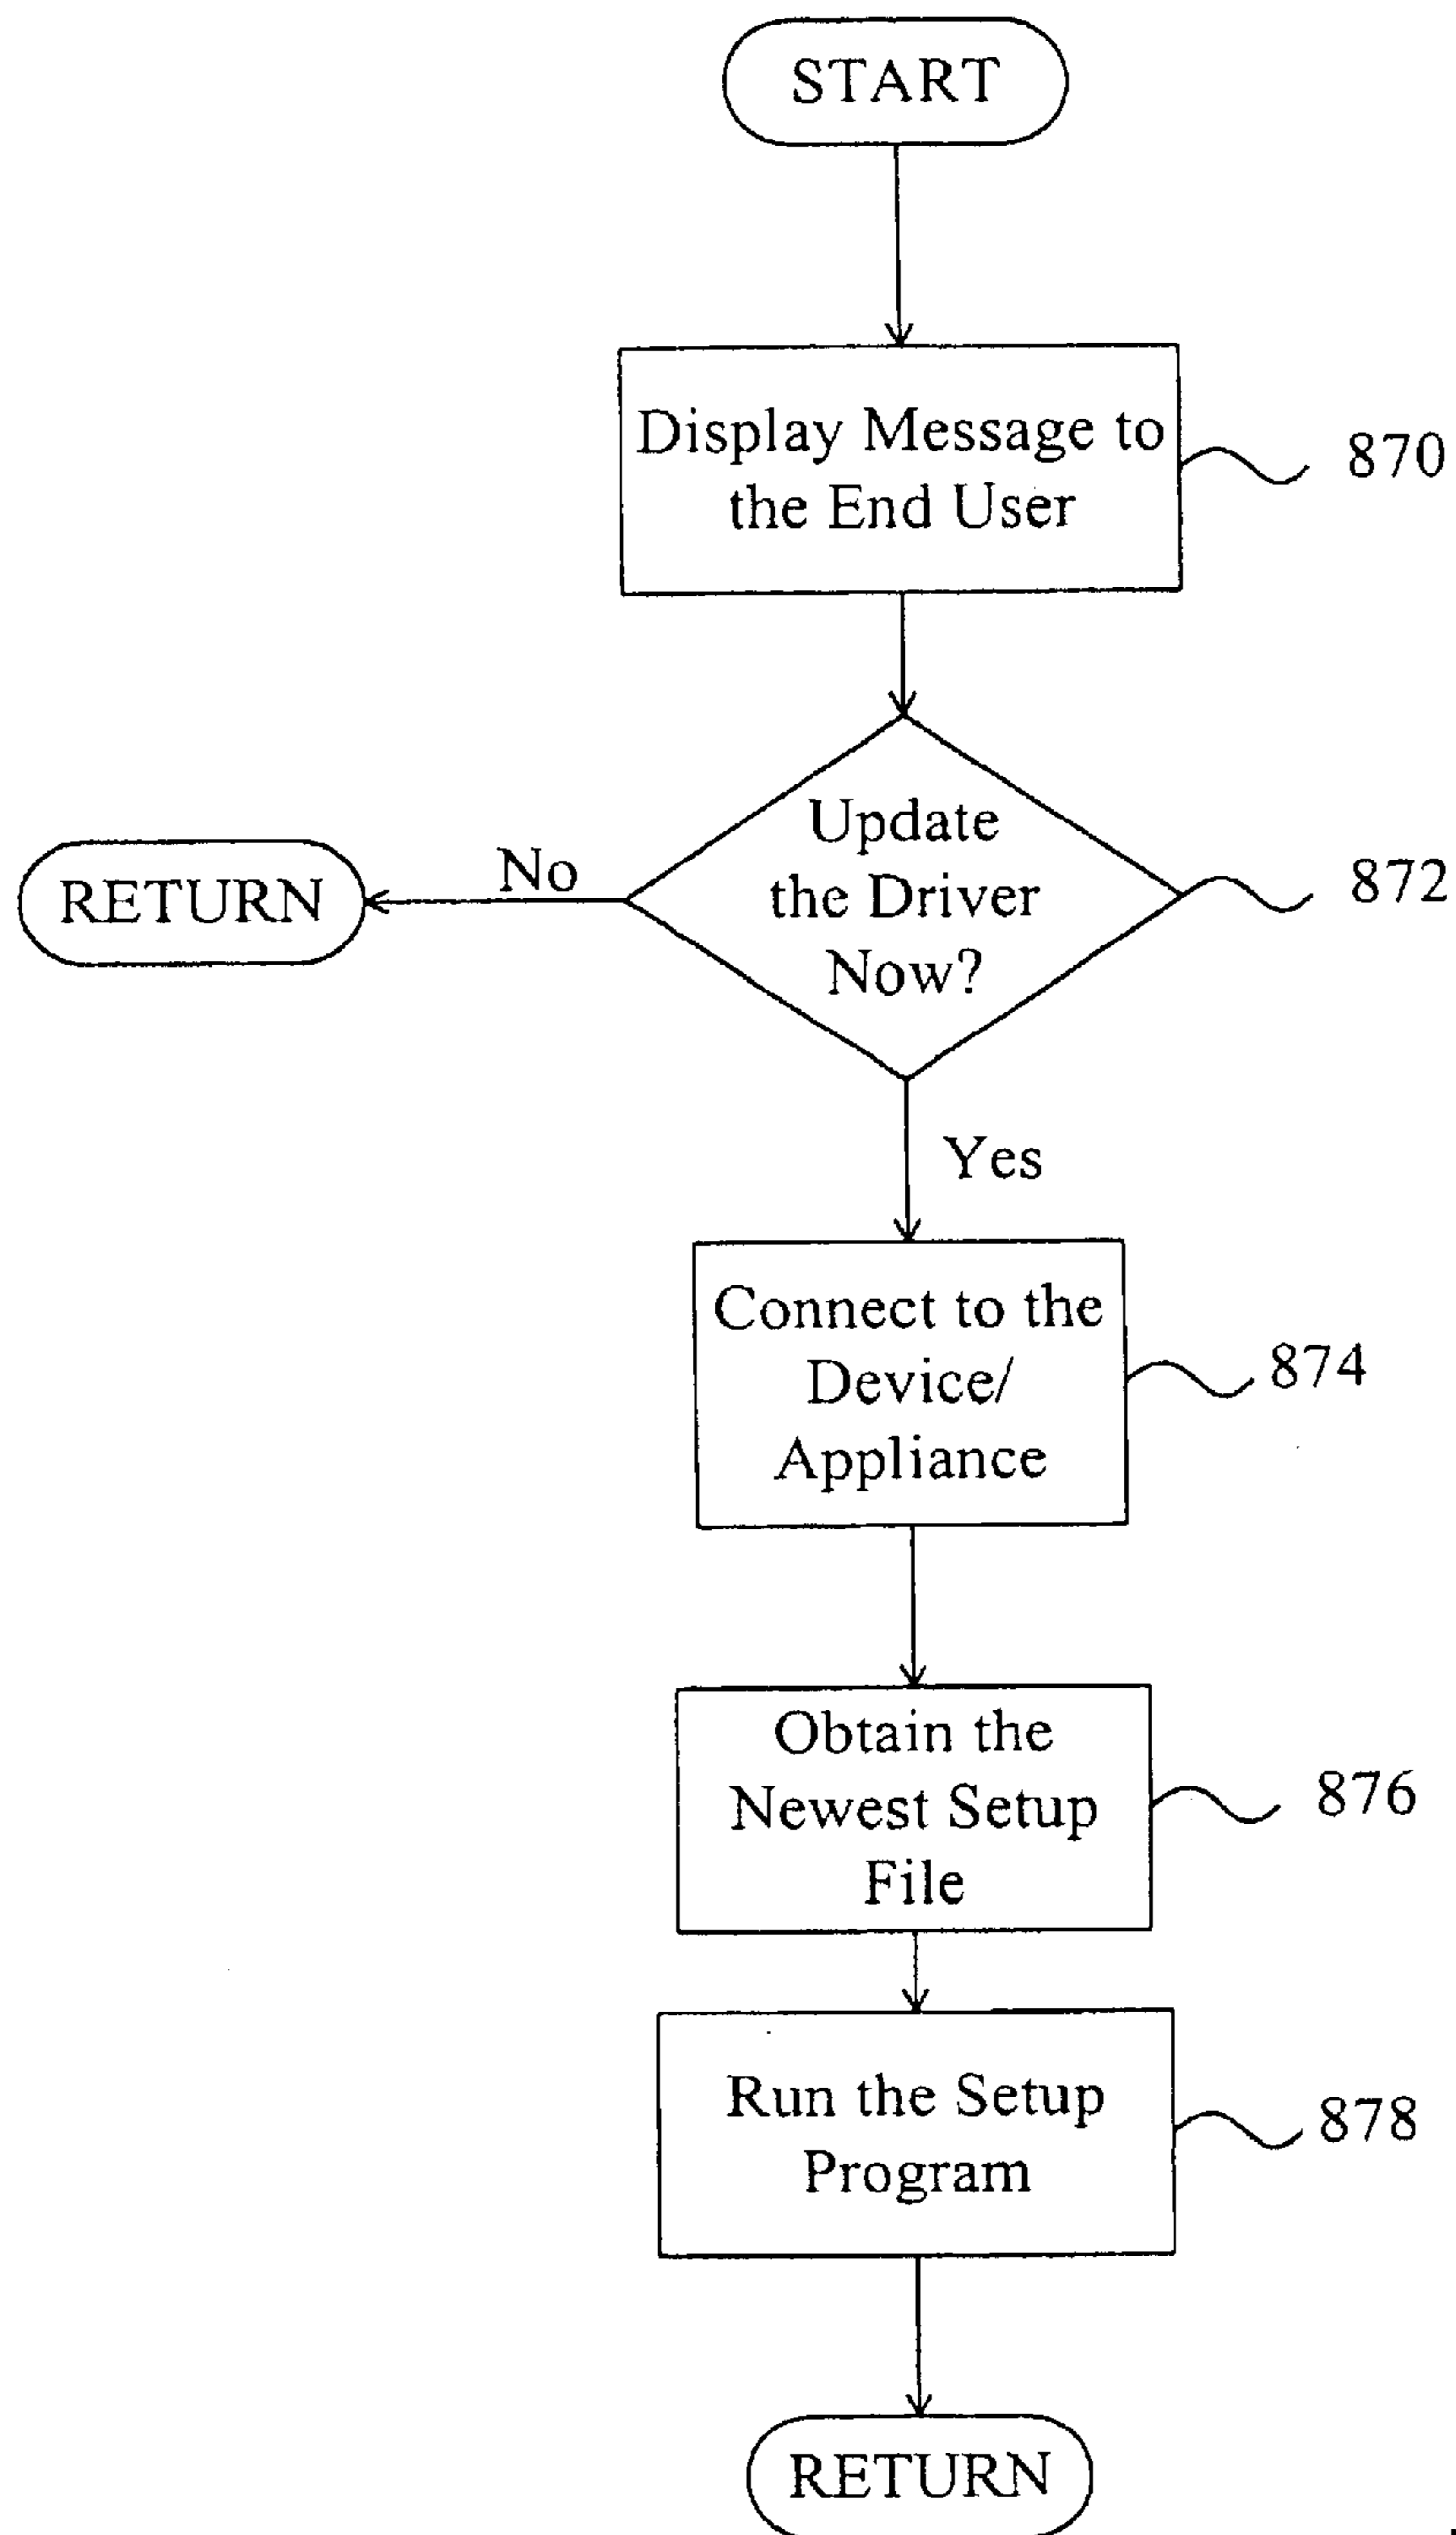 START
Display Message to
the End User
870
Update
the Driver
Now?
872
No
RETURN
Yes
Connect to the
Device/
Appliance
874
Obtain the
Newest Setup
File
876
Run the Setup
Program
878
RETURN